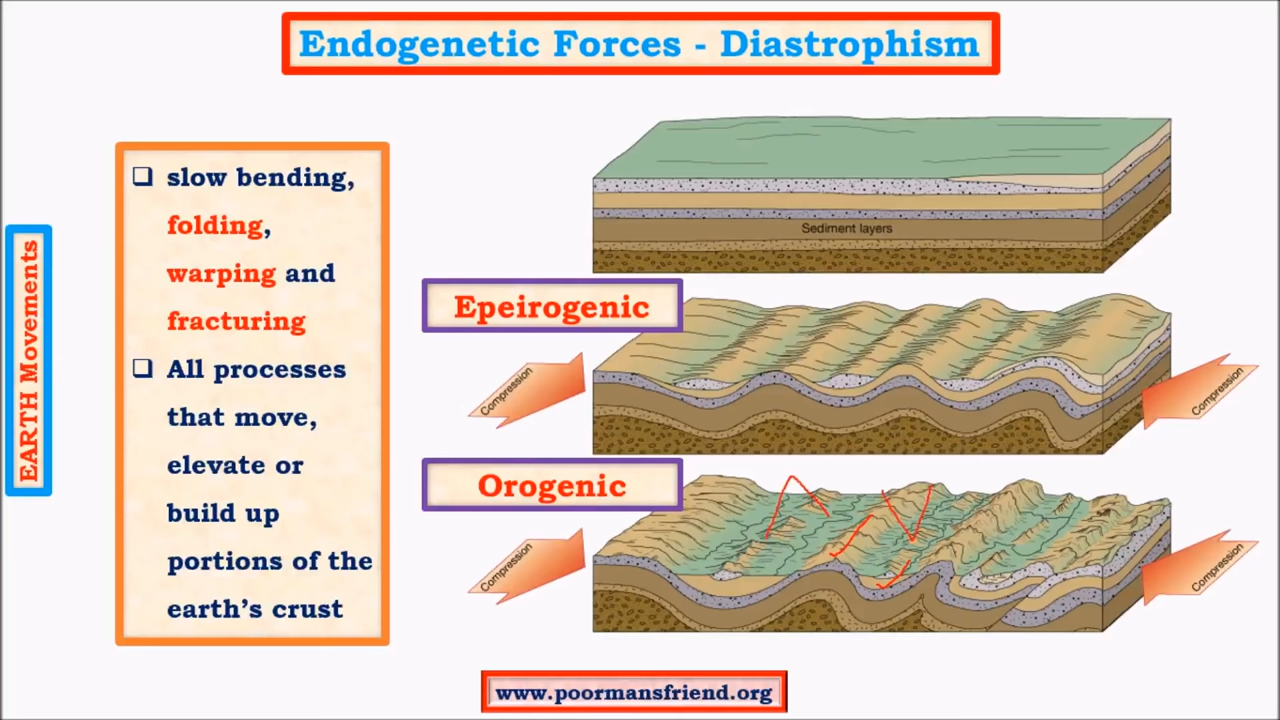 Endogenetic Forces - Diastrophism
EARTH Movements
❑ slow bending,
folding,
warping and
fracturing
❑ All processes
that move,
elevate or
build up
portions of the
earth's crust
Sediment layers
Epeirogenic
Compression
Compression
Orogenic
Compression
Compression
www.poormansfriend.org